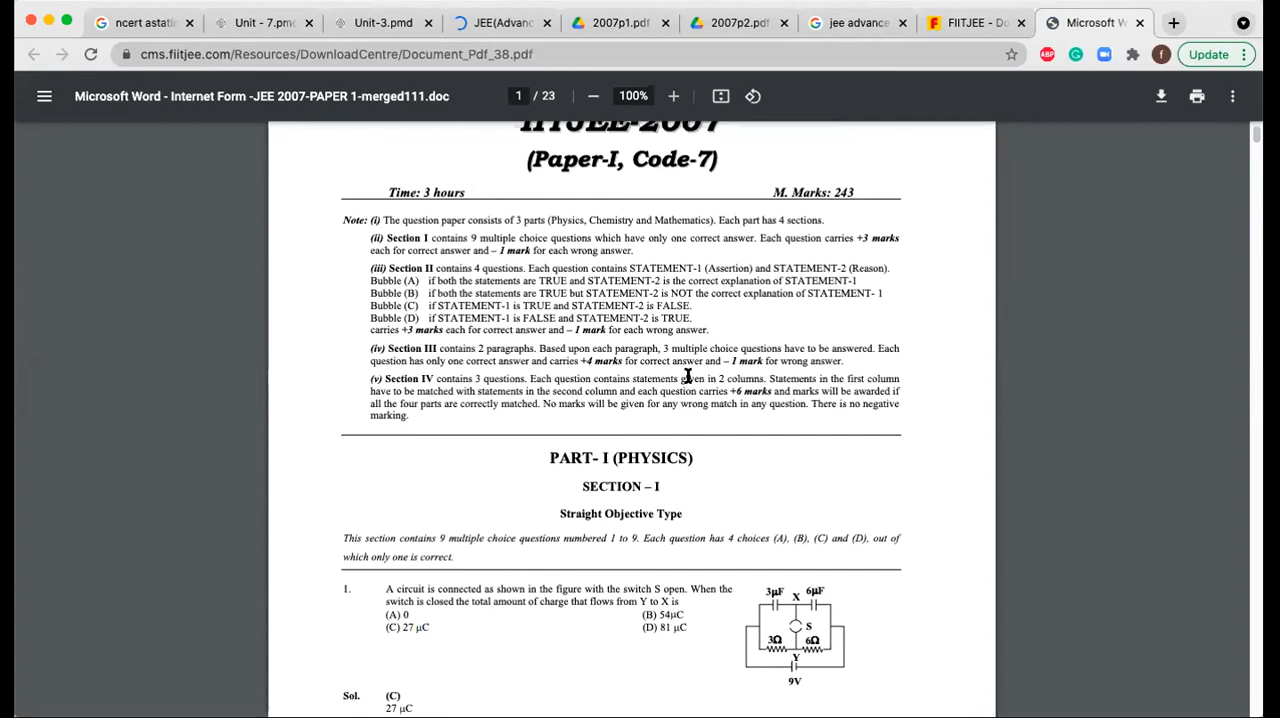 ncert astatin
Unit - 7.pmd
Unit-3.pmd
JEE(Advanc
2007p1.pdf
2007p2.pdf
jee advance
FIITJEE - Do
Microsoft W
cms.fiitjee.com/Resources/DownloadCentre/Document_Pdf_38.pdf
ABP
f
Update
Microsoft Word - Internet Form -JEE 2007-PAPER 1-merged111.doc
1 / 23
100%
IITJEE-2007
(Paper-I, Code-7)
Time: 3 hours
M. Marks: 243
Note: (i) The question paper consists of 3 parts (Physics, Chemistry and Mathematics). Each part has 4 sections.
(ii) Section I contains 9 multiple choice questions which have only one correct answer. Each question carries +3 marks
each for correct answer and – 1 mark for each wrong answer.
(iii) Section II contains 4 questions. Each question contains STATEMENT-1 (Assertion) and STATEMENT-2 (Reason).
Bubble (A) if both the statements are TRUE and STATEMENT-2 is the correct explanation of STATEMENT-1
Bubble (B) if both the statements are TRUE but STATEMENT-2 is NOT the correct explanation of STATEMENT- 1
Bubble (C) if STATEMENT-1 is TRUE and STATEMENT-2 is FALSE.
Bubble (D) if STATEMENT-1 is FALSE and STATEMENT-2 is TRUE.
carries +3 marks each for correct answer and – 1 mark for each wrong answer.
(iv) Section III contains 2 paragraphs. Based upon each paragraph, 3 multiple choice questions have to be answered. Each
question has only one correct answer and carries +4 marks for correct answer and – 1 mark for wrong answer.
(v) Section IV contains 3 questions. Each question contains statements given in 2 columns. Statements in the first column
have to be matched with statements in the second column and each question carries +6 marks and marks will be awarded if
all the four parts are correctly matched. No marks will be given for any wrong match in any question. There is no negative
marking.
PART- I (PHYSICS)
SECTION – I
Straight Objective Type
This section contains 9 multiple choice questions numbered 1 to 9. Each question has 4 choices (A), (B), (C) and (D), out of
which only one is correct.
1. A circuit is connected as shown in the figure with the switch S open. When the
switch is closed the total amount of charge that flows from Y to X is
(A) 0 (B) 54μC
(C) 27 μC (D) 81 μC
3μF X 6μF
S
3Ω 6Ω
Y
9V
Sol. (C)
27 μC